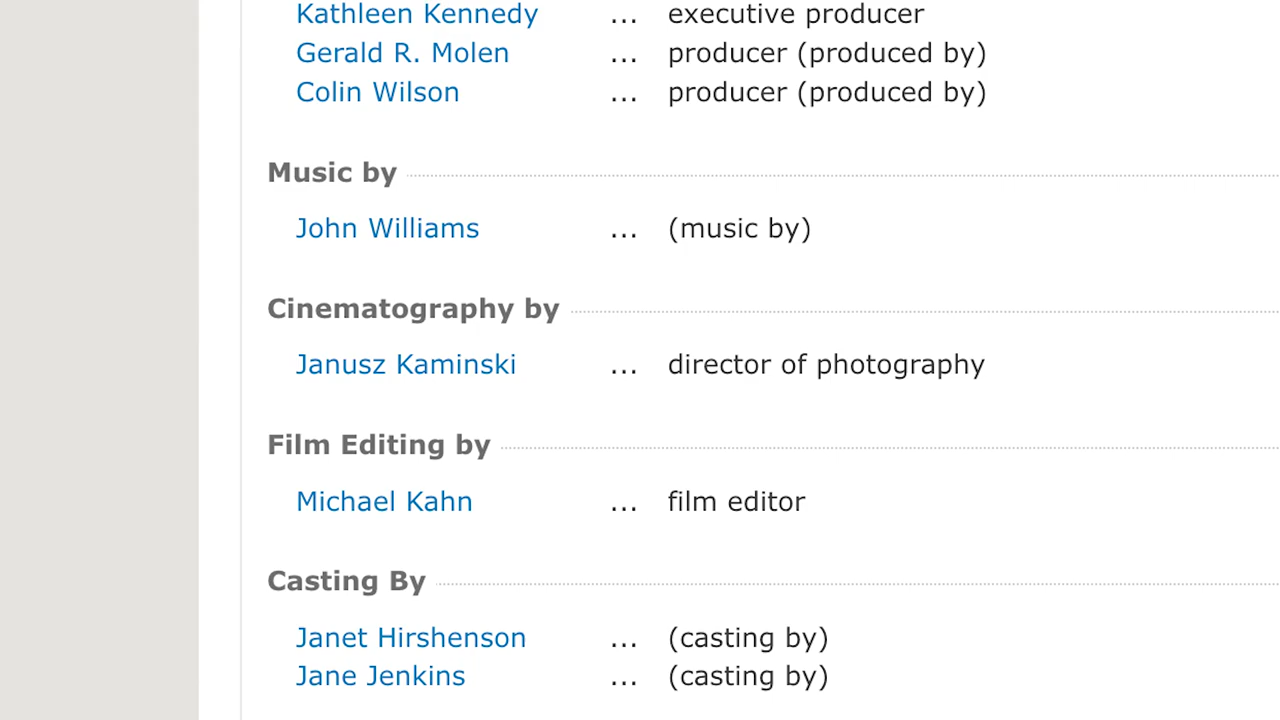 Kathleen Kennedy ... executive producer
Gerald R. Molen ... producer (produced by)
Colin Wilson ... producer (produced by)
Music by
John Williams ... (music by)
Cinematography by
Janusz Kaminski ... director of photography
Film Editing by
Michael Kahn ... film editor
Casting By
Janet Hirshenson ... (casting by)
Jane Jenkins ... (casting by)